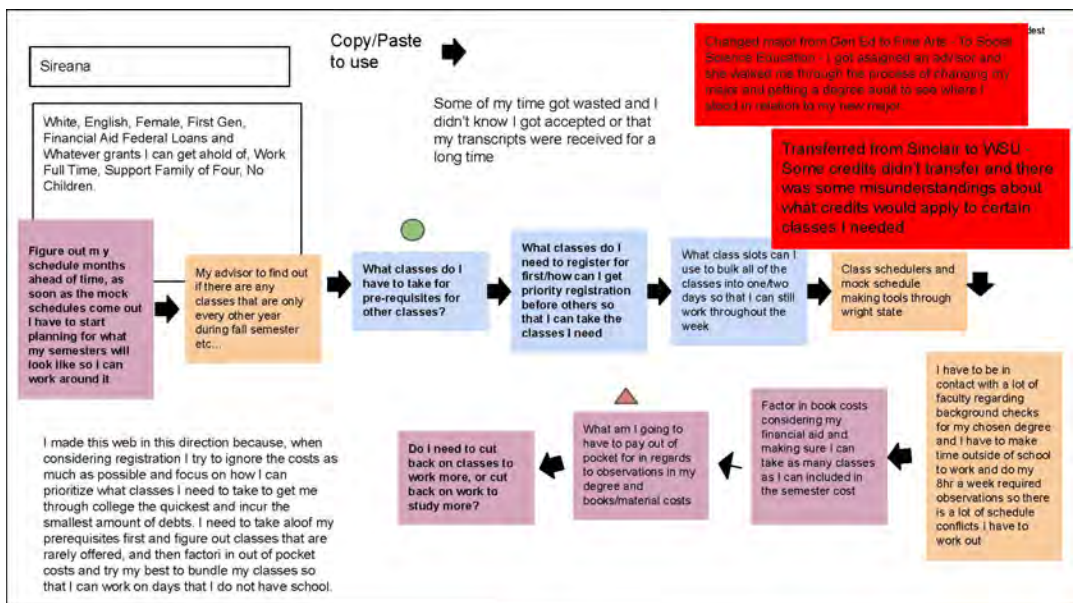 Sireana
Copy/Paste
to use
dest
Changed major from Gen Ed to Fine Arts - To Social
Science Education - I got assigned an advisor and
she walked me through the process of changing my
major and getting a degree audit to see where I
stand in relation to my new major.
White, English, Female, First Gen,
Financial Aid Federal Loans and
Whatever grants I can get ahold of, Work
Full Time, Support Family of Four, No
Children.
Some of my time got wasted and I
didn't know I got accepted or that
my transcripts were received for a
long time
Transferred from Sinclair to WSU -
Some credits didn't transfer and there
was some misunderstandings about
what credits would apply to certain
classes I needed
Figure out my
schedule months
ahead of time, as
soon as the mock
schedules come out
I have to start
planning for what
my semesters will
look like so I can
work around it
My advisor to find out
if there are any
classes that are only
every other year
during fall semester
etc...
What classes do I
have to take for
pre-requisites for
other classes?
What classes do I
need to register for
first/how can I get
priority registration
before others so
that I can take the
classes I need
What class slots can I
use to bulk all of the
classes into one/two
days so that I can still
work throughout the
week
Class schedulers and
mock schedule
making tools through
wright state
I have to be in
contact with a lot of
faculty regarding
background checks
for my chosen degree
and I have to make
time outside of school
to work and do my
8hr a week required
observations so there
is a lot of schedule
conflicts I have to
work out
Factor in book costs
considering my
financial aid and
making sure I can
take as many classes
as I can included in
the semester cost
What am I going to
have to pay out of
pocket for in regards
to observations in my
degree and
books/material costs
Do I need to cut
back on classes to
work more, or cut
back on work to
study more?
I made this web in this direction because, when
considering registration I try to ignore the costs
as much as possible and focus on how I can
prioritize what classes I need to take to get me
through college the quickest and incur the
smallest amount of debts. I need to take aloof my
prerequisites first and figure out classes that are
rarely offered, and then factori in out of pocket
costs and try my best to bundle my classes so
that I can work on days that I do not have school.